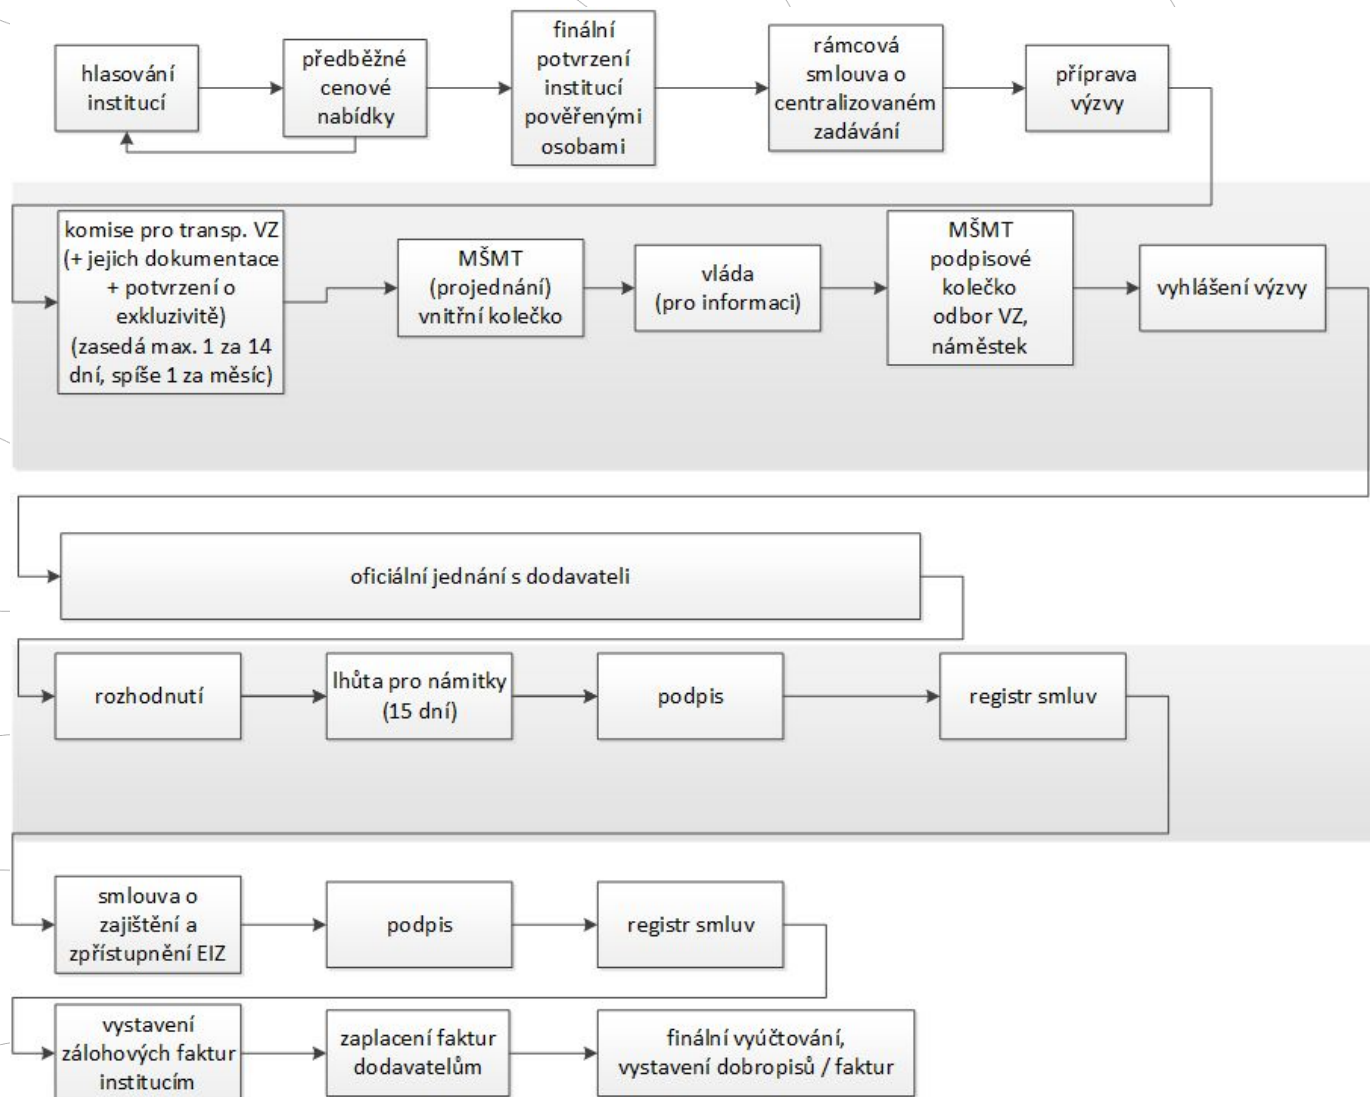 hlasování
institucí
předběžné
cenové
nabídky
finální
potvrzení
institucí
pověřenými
osobami
rámcová
smlouva o
centralizovaném
zadávání
příprava
výzvy
komise pro transp. VZ
(+ jejich dokumentace
+ potvrzení o
exkluzivitě)
(zasedá max. 1 za 14
dní, spíše 1 za měsíc)
MŠMT
(projednání)
vnitřní kolečko
vláda
(pro informaci)
MŠMT
podpisové
kolečko
odbor VZ,
náměstek
vyhlášení výzvy
oficiální jednání s dodavateli
rozhodnutí
lhůta pro námitky
(15 dní)
podpis
registr smluv
smlouva o
zajištění a
zpřístupnění EIZ
podpis
registr smluv
vystavení
zálohových faktur
institucím
zaplacení faktur
dodavatelům
finální vyúčtování,
vystavení dobropisů / faktur